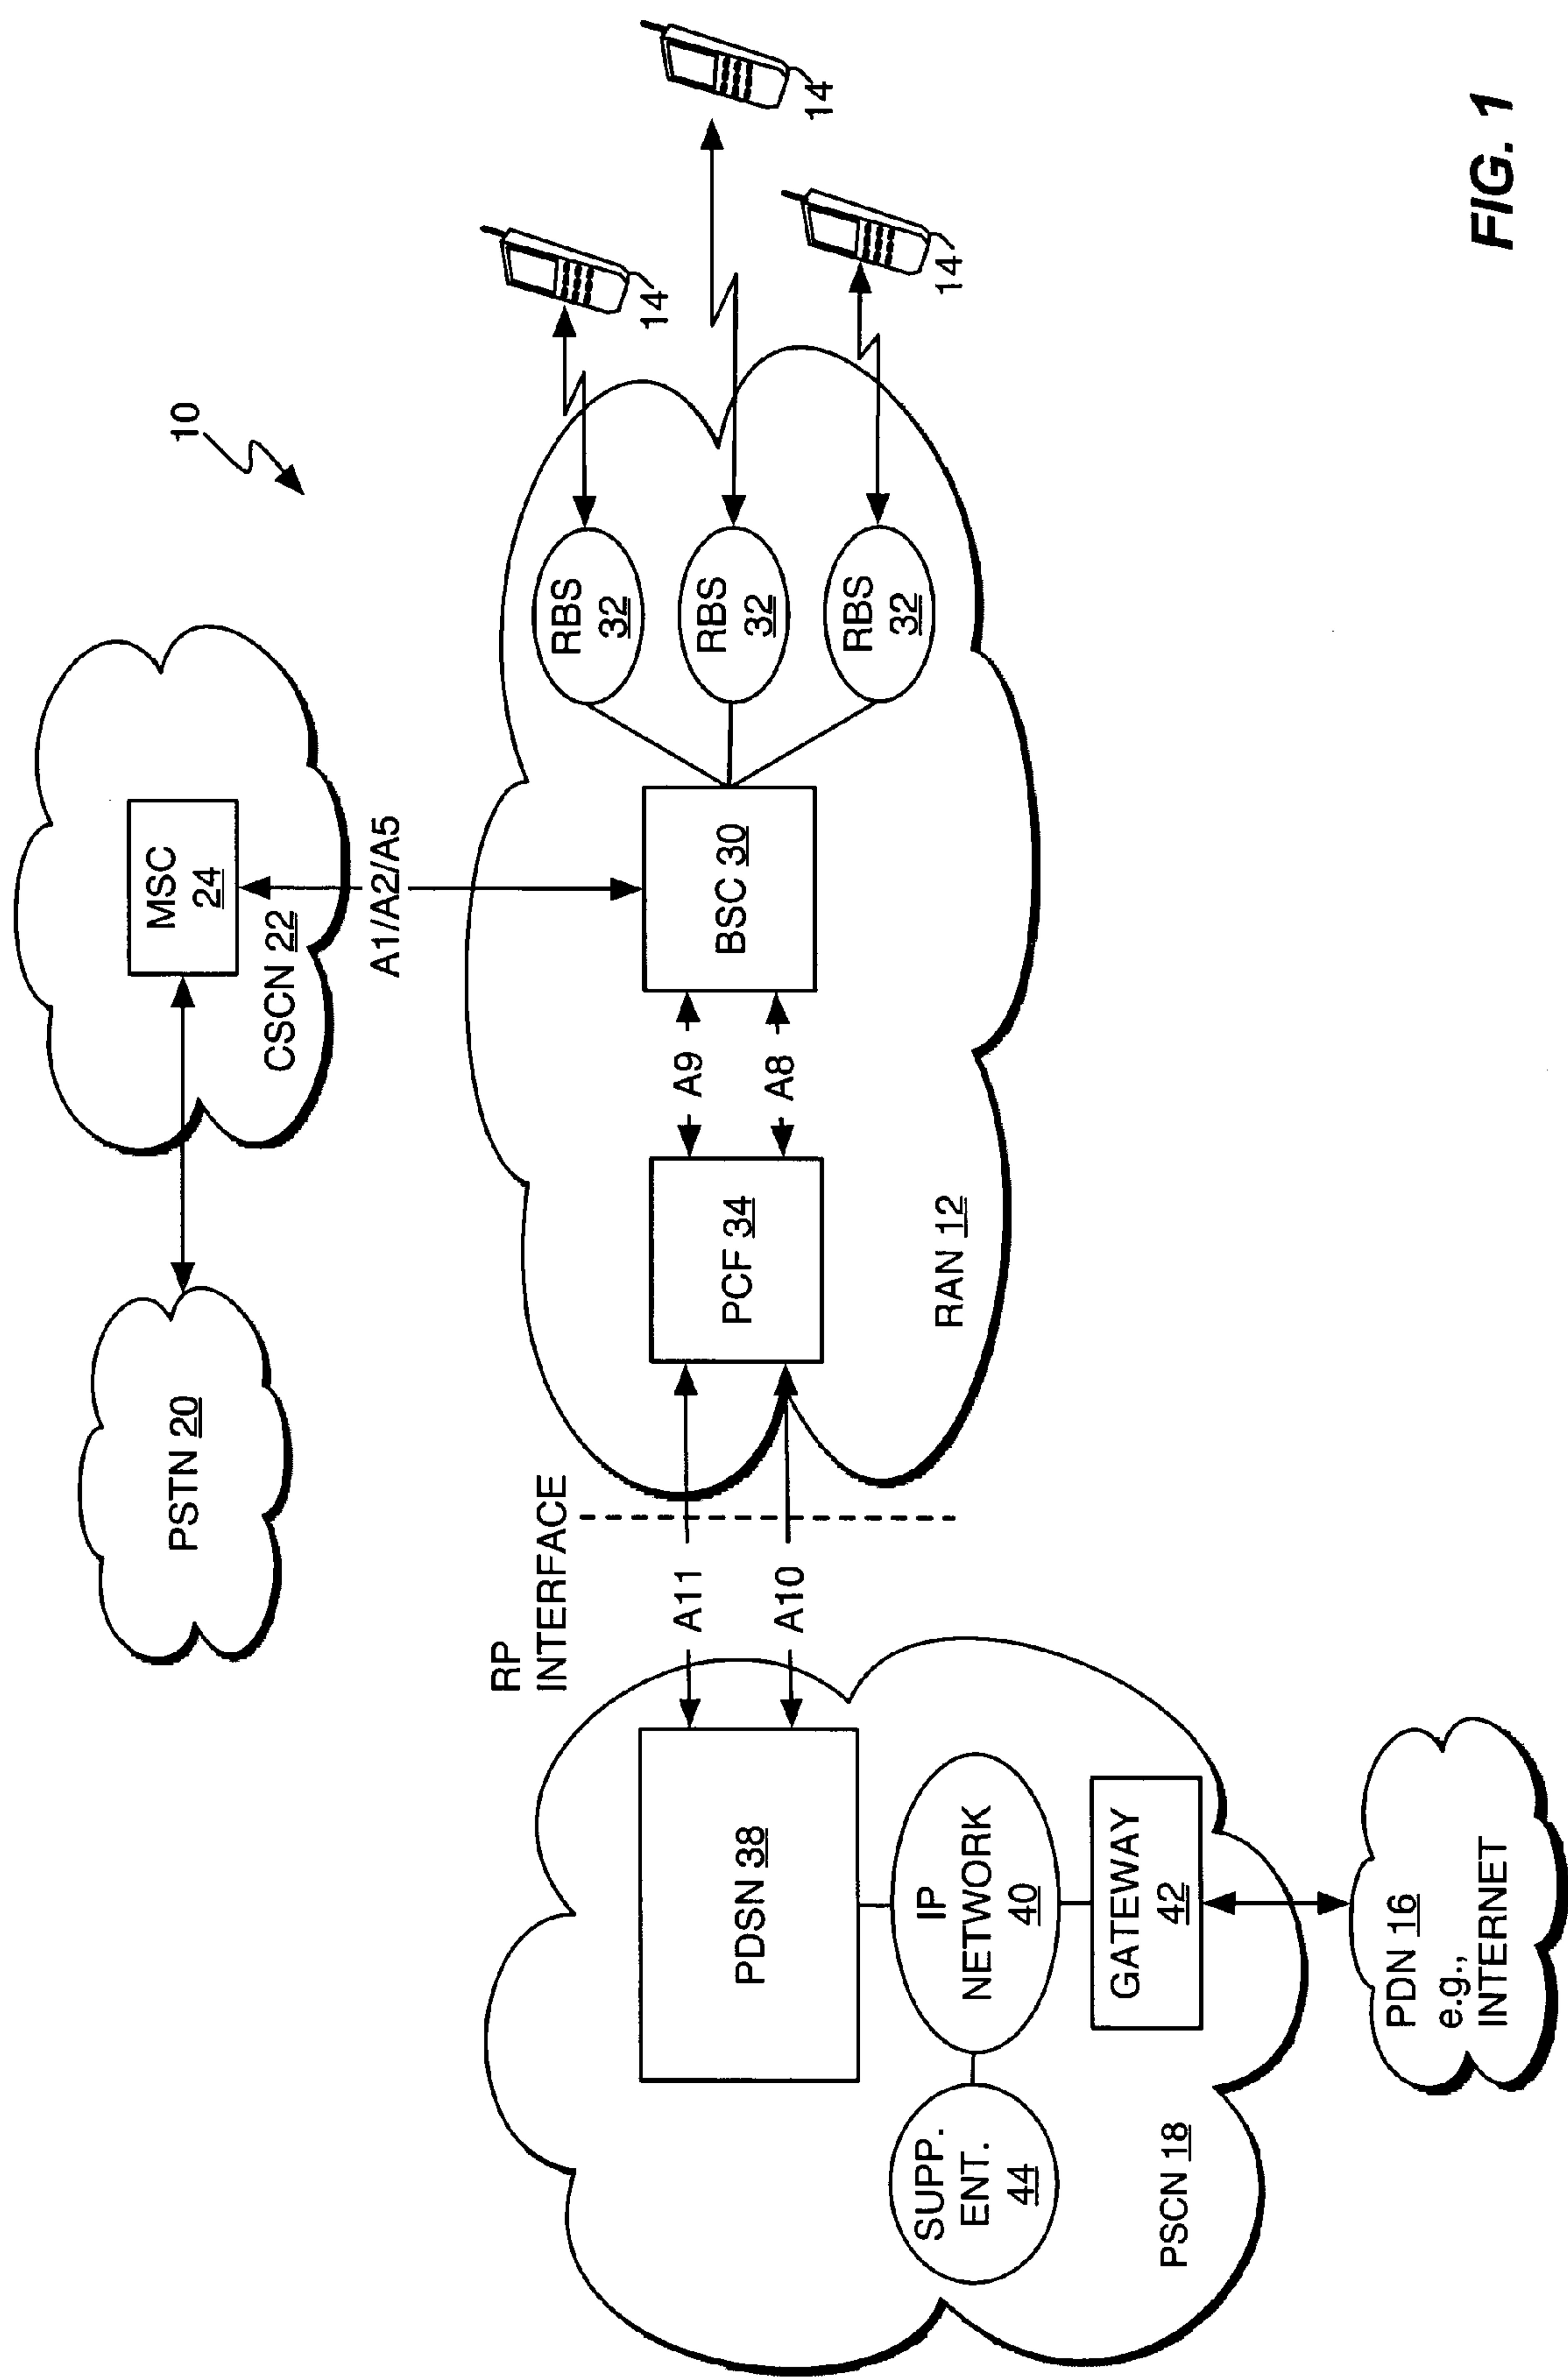 10
PSTN 20
MSC
24
CSCN 22
A1/A2/A5
14
14
14
RP
INTERFACE
RBS
32
RBS
32
RBS
32
PDSN 38
A11
A10
PCF 34
A9
A8
BSC 30
RAN 12
IP
NETWORK
40
SUPP.
ENT.
44
GATEWAY
42
PSCN 18
PDN 16
e.g.,
INTERNET
FIG. 1